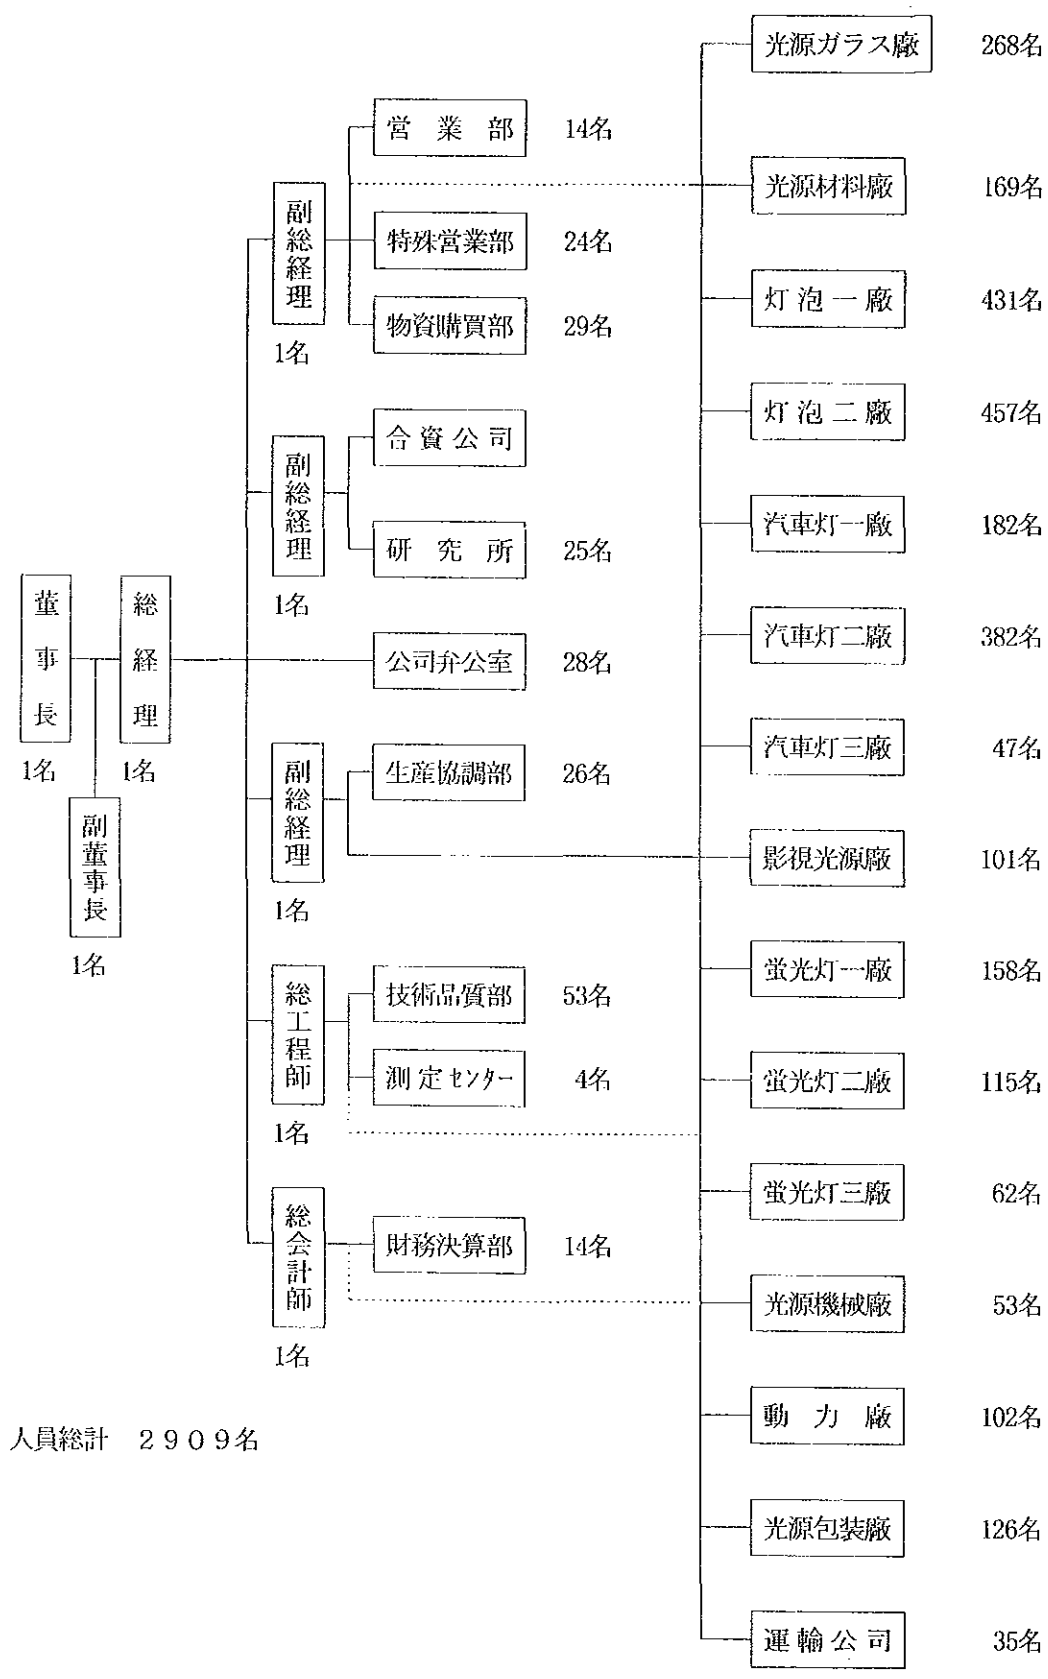 董事長
1名
副董事長
1名
総経理
1名
副総経理
1名
営業部 14名
特殊営業部 24名
物資購買部 29名
副総経理
1名
合資公司
研究所 25名
公司弁公室 28名
副総経理
1名
生産協調部 26名
総工程師
1名
技術品質部 53名
測定センター 4名
総会計師
1名
財務決算部 14名
光源ガラス廠 268名
光源材料廠 169名
灯泡一廠 431名
灯泡二廠 457名
汽車灯一廠 182名
汽車灯二廠 382名
汽車灯三廠 47名
影視光源廠 101名
蛍光灯一廠 158名
蛍光灯二廠 115名
蛍光灯三廠 62名
光源機械廠 53名
動力廠 102名
光源包装廠 126名
運輸公司 35名
人員総計 2909名